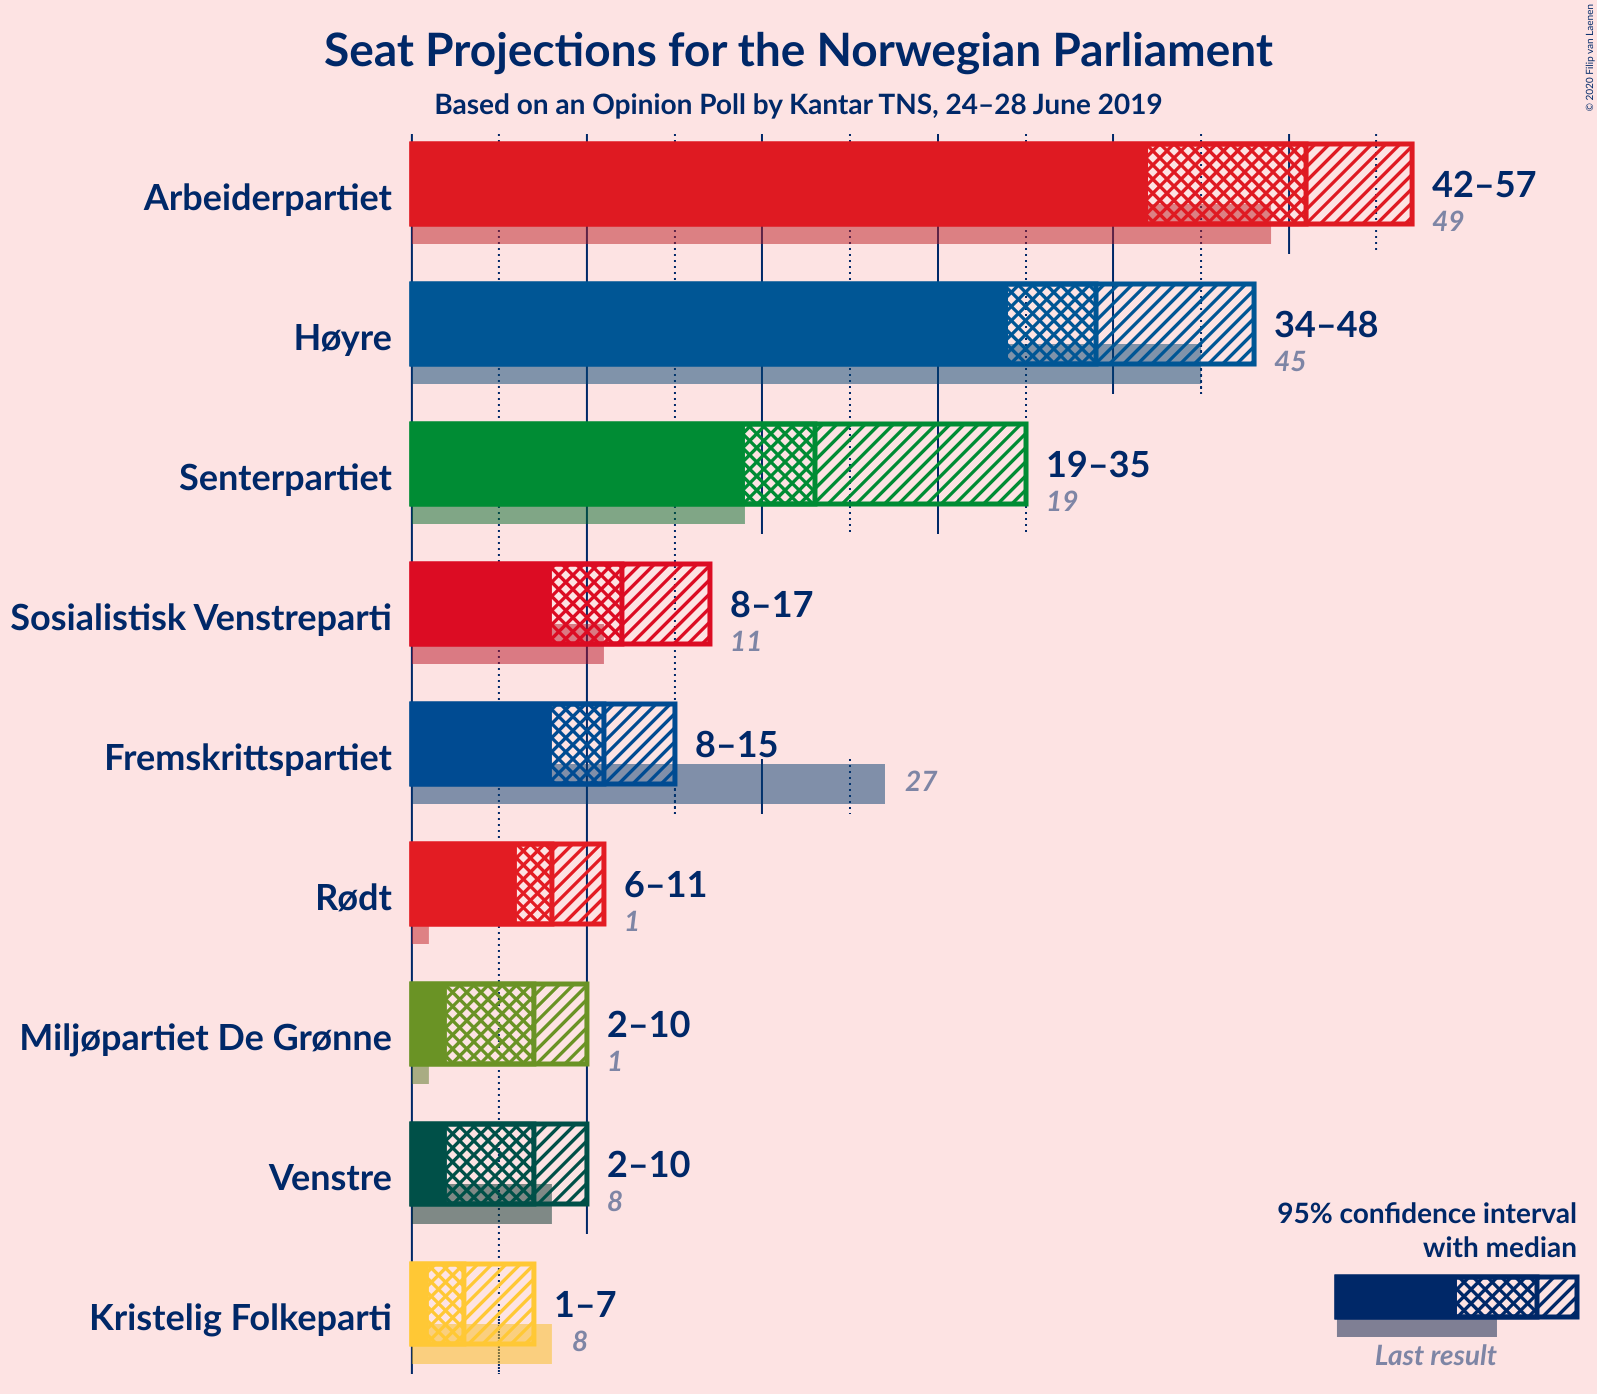 Seat Projections for the Norwegian Parliament
Based on an Opinion Poll by Kantar TNS, 24–28 June 2019
© 2020 Filip van Laenen
Arbeiderpartiet
42–57
49
Høyre
34–48
45
Senterpartiet
19–35
19
Sosialistisk Venstreparti
8–17
11
Fremskrittspartiet
8–15
27
Rødt
6–11
1
Miljøpartiet De Grønne
2–10
1
Venstre
2–10
8
Kristelig Folkeparti
1–7
8
95% confidence interval
with median
Last result